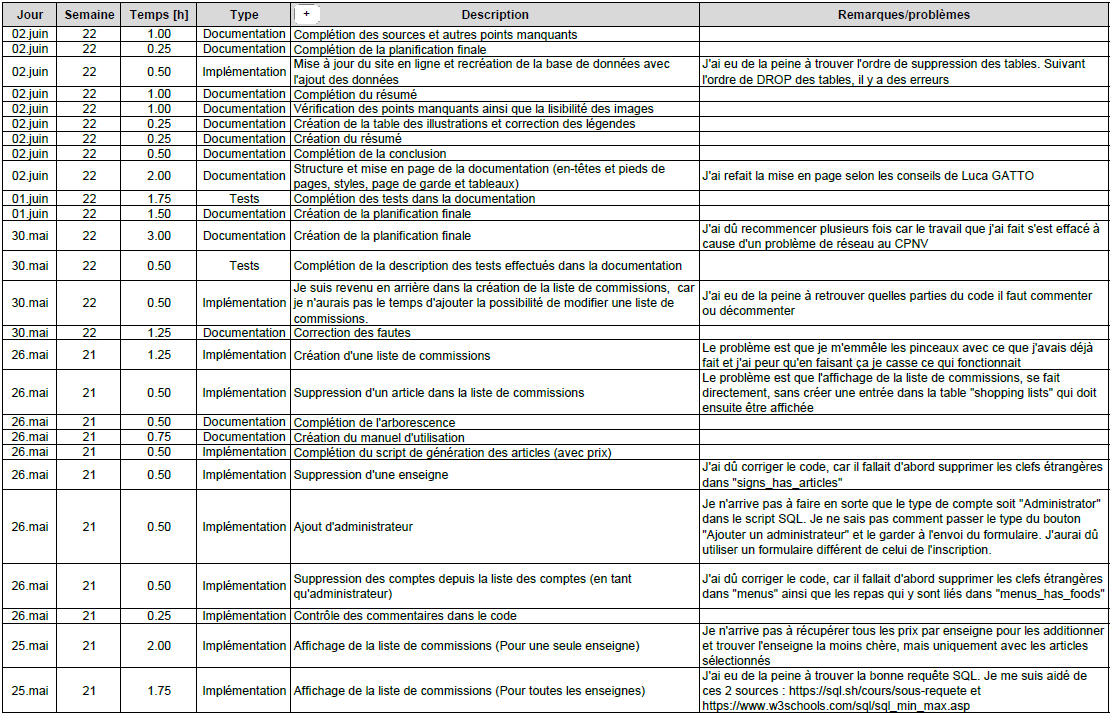 Jour Semaine Temps [h] Type + Description Remarques/problèmes
02.juin 22 1.00 Documentation Complétion des sources et autres points manquants
02.juin 22 0.25 Documentation Complétion de la planification finale
02.juin 22 0.50 Implémentation Mise à jour du site en ligne et recréation de la base de données avec
l'ajout des données
J'ai eu de la peine à trouver l'ordre de suppression des tables. Suivant
l'ordre de DROP des tables, il y a des erreurs
02.juin 22 1.00 Documentation Complétion du résumé
02.juin 22 1.00 Documentation Vérification des points manquants ainsi que la lisibilité des images
02.juin 22 0.25 Documentation Création de la table des illustrations et correction des légendes
02.juin 22 0.25 Documentation Création du résumé
02.juin 22 0.50 Documentation Complétion de la conclusion
02.juin 22 2.00 Documentation Structure et mise en page de la documentation (en-têtes et pieds de
pages, styles, page de garde et tableaux)
J'ai refait la mise en page selon les conseils de Luca GATTO
01.juin 22 1.75 Tests Complétion des tests dans la documentation
01.juin 22 1.50 Documentation Création de la planification finale
30.mai 22 3.00 Documentation Création de la planification finale
J'ai dû recommencer plusieurs fois car le travail que j'ai fait s'est effacé à
cause d'un problème de réseau au CPNV
30.mai 22 0.50 Tests Complétion de la description des tests effectués dans la documentation
30.mai 22 0.50 Implémentation Je suis revenu en arrière dans la création de la liste de commissions, car
je n'aurais pas le temps d'ajouter la possibilité de modifier une liste de
commissions.
J'ai eu de la peine à retrouver quelles parties du code il faut commenter
ou décommenter
30.mai 22 1.25 Documentation Correction des fautes
26.mai 21 1.25 Implémentation Création d'une liste de commissions
Le problème est que je m'emmêle les pinceaux avec ce que j'avais déjà
fait et j'ai peur qu'en faisant ça je casse ce qui fonctionnait
26.mai 21 0.50 Implémentation Suppression d'un article dans la liste de commissions
Le problème est que l'affichage de la liste de commissions, se fait
directement, sans créer une entrée dans la table "shopping lists" qui doit
ensuite être affichée
26.mai 21 0.50 Documentation Complétion de l'arborescence
26.mai 21 0.75 Documentation Création du manuel d'utilisation
26.mai 21 0.50 Implémentation Complétion du script de génération des articles (avec prix)
26.mai 21 0.50 Implémentation Suppression d'une enseigne
J'ai dû corriger le code, car il fallait d'abord supprimer les clefs étrangères
dans "signs_has_articles"
26.mai 21 0.50 Implémentation Ajout d'administrateur
Je n'arrive pas à faire en sorte que le type de compte soit "Administrator"
dans le script SQL. Je ne sais pas comment passer le type du bouton
"Ajouter un administrateur" et le garder à l'envoi du formulaire. J'aurai dû
utiliser un formulaire différent de celui de l'inscription.
26.mai 21 0.50 Implémentation Suppression des comptes depuis la liste des comptes (en tant
qu'administrateur)
J'ai dû corriger le code, car il fallait d'abord supprimer les clefs étrangères
dans "menus" ainsi que les repas qui y sont liés dans "menus_has_foods"
26.mai 21 0.25 Implémentation Contrôle des commentaires dans le code
25.mai 21 2.00 Implémentation Affichage de la liste de commissions (Pour une seule enseigne)
Je n'arrive pas à récupérer tous les prix par enseigne pour les additionner
et trouver l'enseigne la moins chère, mais uniquement avec les articles
sélectionnés
25.mai 21 1.75 Implémentation Affichage de la liste de commissions (Pour toutes les enseignes)
J'ai eu de la peine à trouver la bonne requête SQL. Je me suis aidé de
ces 2 sources : https://sql.sh/cours/sous-requete et
https://www.w3schools.com/sql/sql_min_max.asp